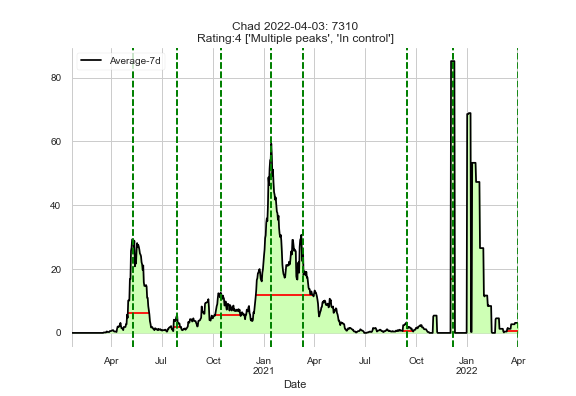 Chad 2022-04-03: 7310
Rating:4 ['Multiple peaks', 'In control']
Average-7d
80
60
40
20
0
Apr Jul Oct Jan Apr Jul Oct Jan Apr
2021 2022
Date